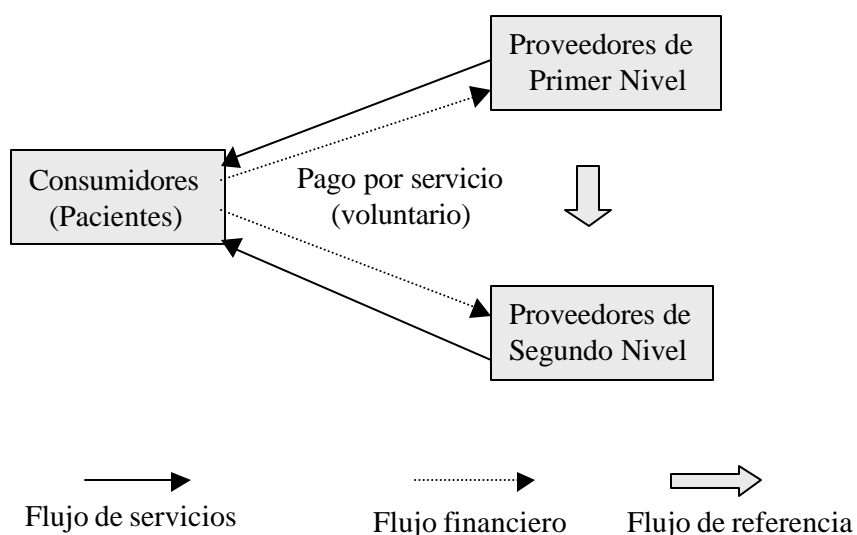 Proveedores de
Primer Nivel
Consumidores
(Pacientes)
Pago por servicio
(voluntario)
Proveedores de
Segundo Nivel
Flujo de servicios
Flujo financiero
Flujo de referencia